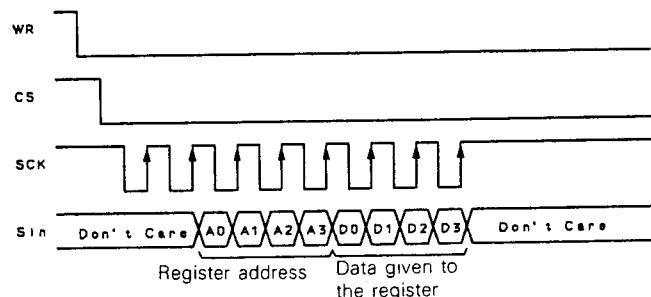 WR
CS
SCK
SIn Don't Care A0 A1 A2 A3 D0 D1 D2 D3 Don't Care
Register address Data given to
the register